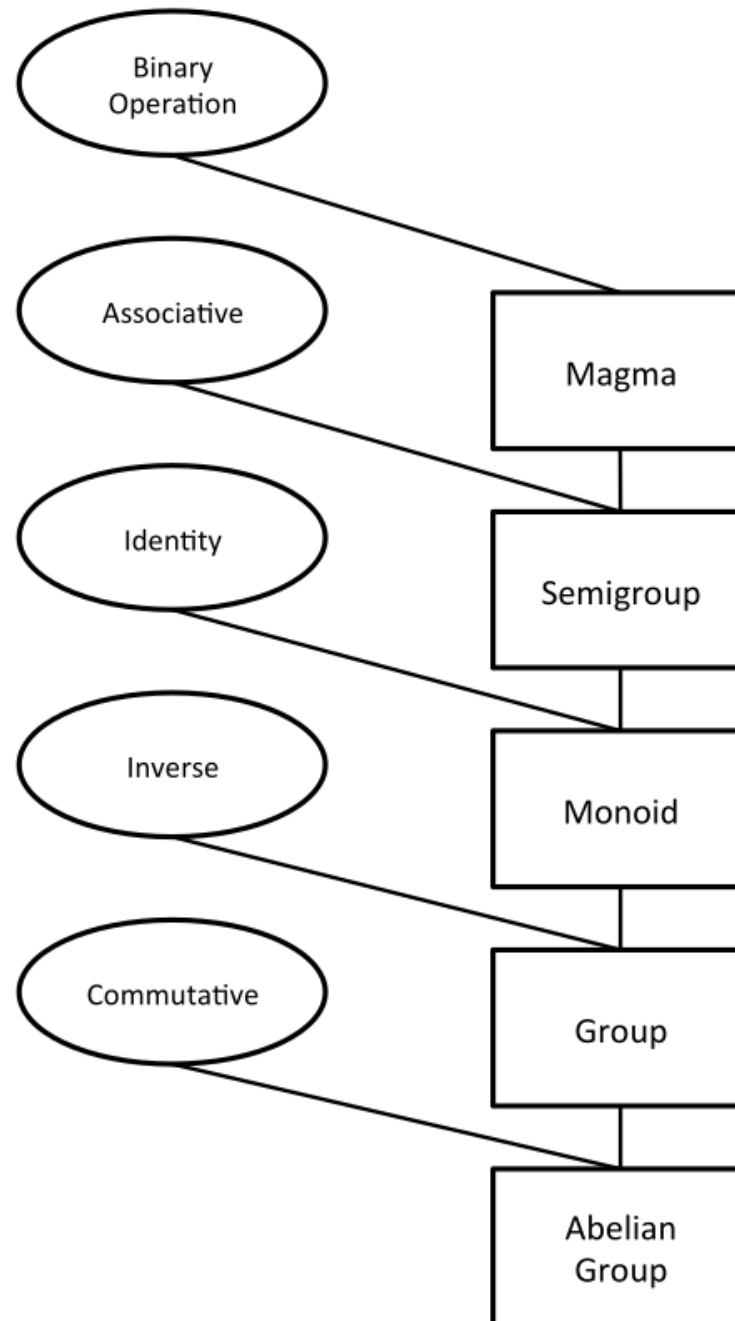 Binary
Operation
Associative
Magma
Identity
Semigroup
Inverse
Monoid
Commutative
Group
Abelian
Group